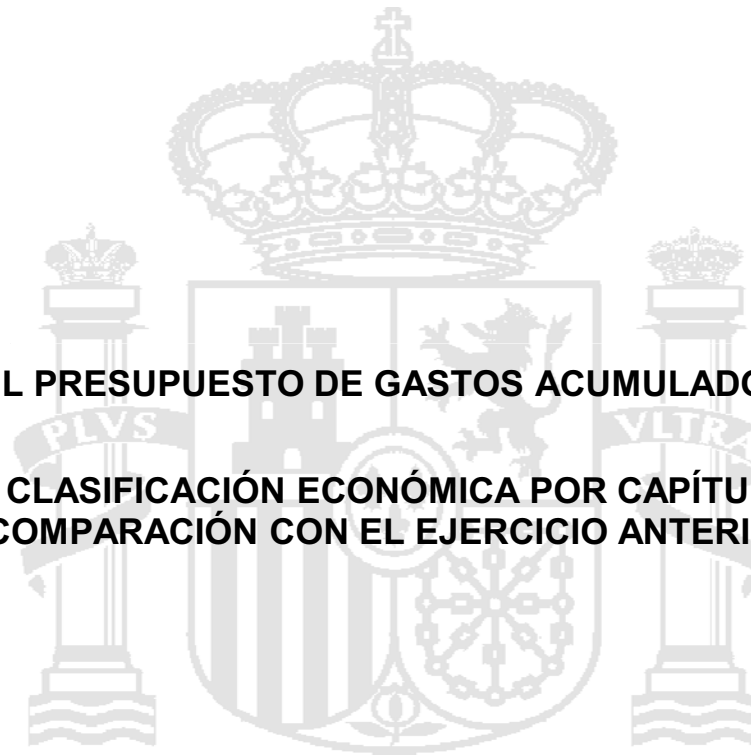 L PRESUPUESTO DE GASTOS ACUMULADO
PLVS
VLTRA
CLASIFICACIÓN ECONÓMICA POR CAPÍTU
COMPARACIÓN CON EL EJERCICIO ANTERI